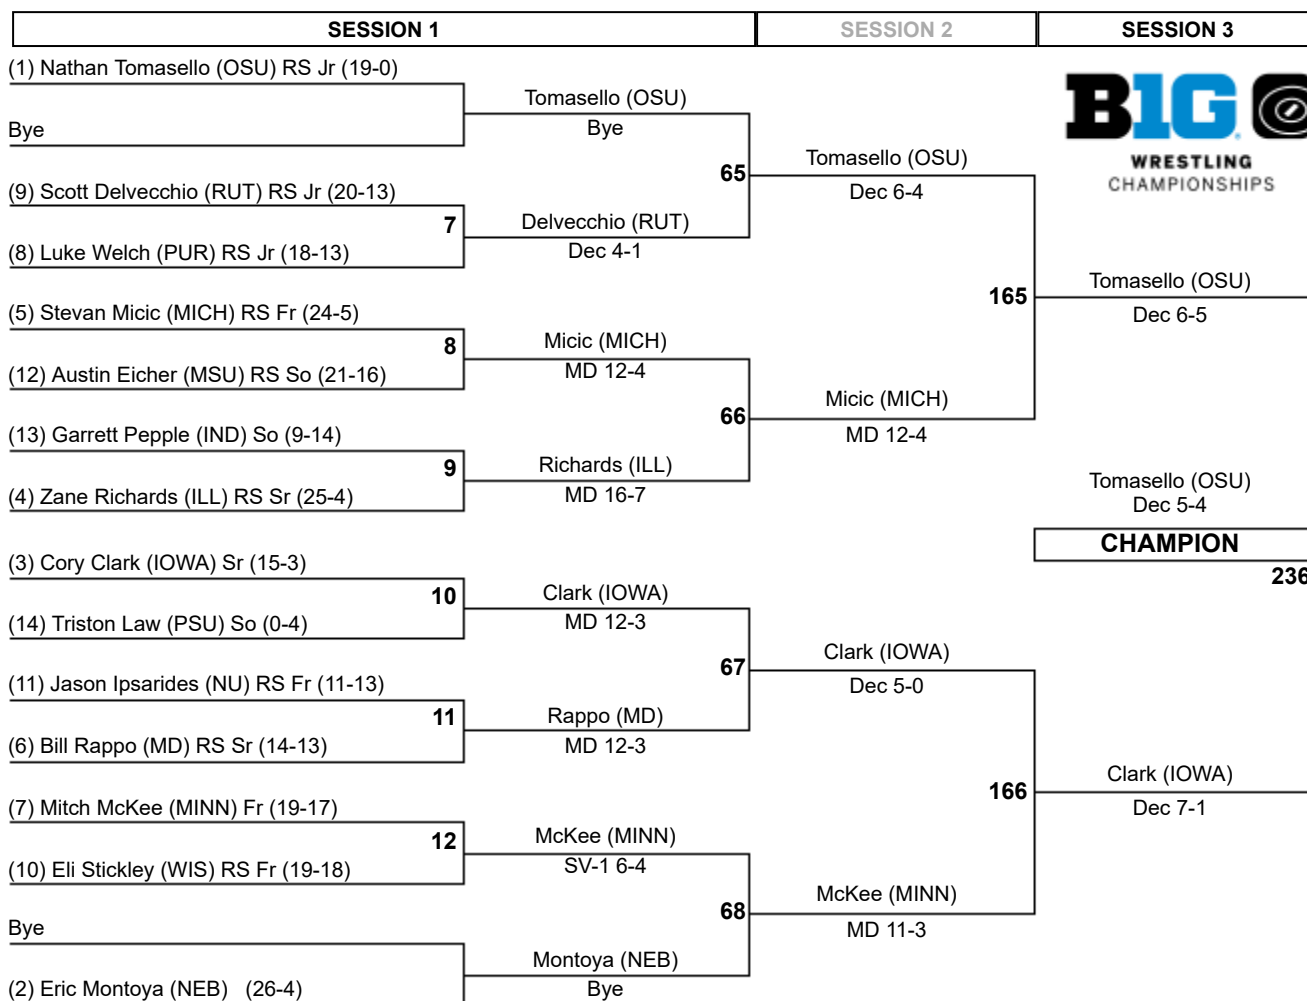 SESSION 1
SESSION 2
SESSION 3
(1) Nathan Tomasello (OSU) RS Jr (19-0)
Bye
(9) Scott Delvecchio (RUT) RS Jr (20-13)
7
(8) Luke Welch (PUR) RS Jr (18-13)
(5) Stevan Micic (MICH) RS Fr (24-5)
8
(12) Austin Eicher (MSU) RS So (21-16)
(13) Garrett Pepple (IND) So (9-14)
9
(4) Zane Richards (ILL) RS Sr (25-4)
(3) Cory Clark (IOWA) Sr (15-3)
10
(14) Triston Law (PSU) So (0-4)
(11) Jason Ipsarides (NU) RS Fr (11-13)
11
(6) Bill Rappo (MD) RS Sr (14-13)
(7) Mitch McKee (MINN) Fr (19-17)
12
(10) Eli Stickley (WIS) RS Fr (19-18)
Bye
(2) Eric Montoya (NEB) (26-4)
Tomasello (OSU)
Bye
65
Delvecchio (RUT)
Dec 4-1
Micic (MICH)
MD 12-4
66
Richards (ILL)
MD 16-7
Clark (IOWA)
MD 12-3
67
Rappo (MD)
MD 12-3
McKee (MINN)
SV-1 6-4
68
Montoya (NEB)
Bye
Tomasello (OSU)
Dec 6-4
165
Micic (MICH)
MD 12-4
Clark (IOWA)
Dec 5-0
166
McKee (MINN)
MD 11-3
B1G
WRESTLING
CHAMPIONSHIPS
Tomasello (OSU)
Dec 6-5
Tomasello (OSU)
Dec 5-4
CHAMPION
236
Clark (IOWA)
Dec 7-1